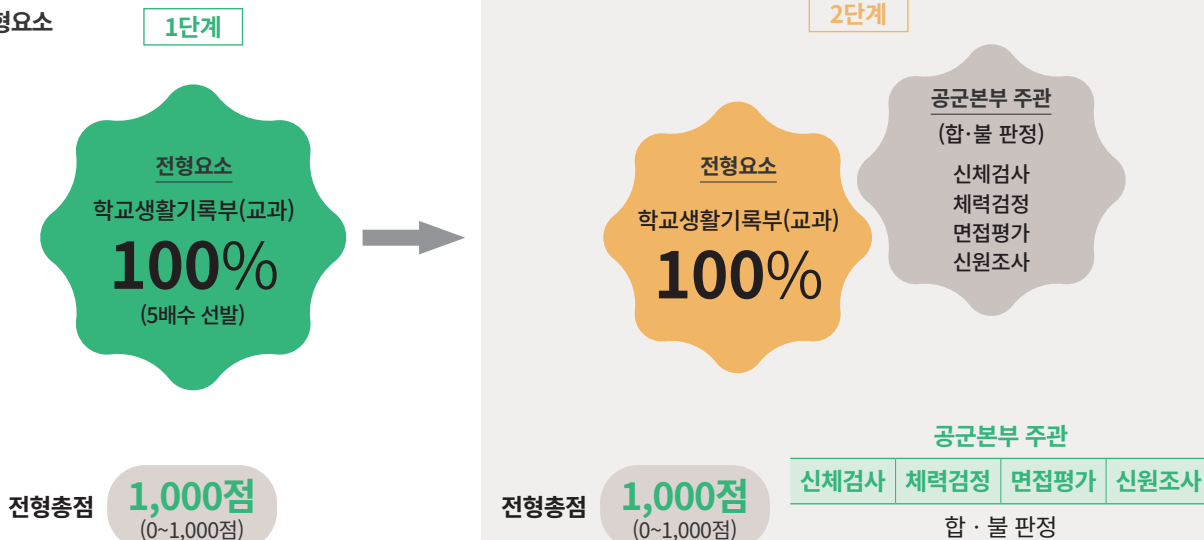 형요소
1단계
전형요소
학교생활기록부(교과)
100%
(5배수 선발)
전형총점
1,000점
(0~1,000점)
2단계
전형요소
학교생활기록부(교과)
100%
공군본부 주관
(합·불 판정)
신체검사
체력검정
면접평가
신원조사
전형총점
1,000점
(0~1,000점)
공군본부 주관
신체검사 체력검정 면접평가 신원조사
합 · 불 판정